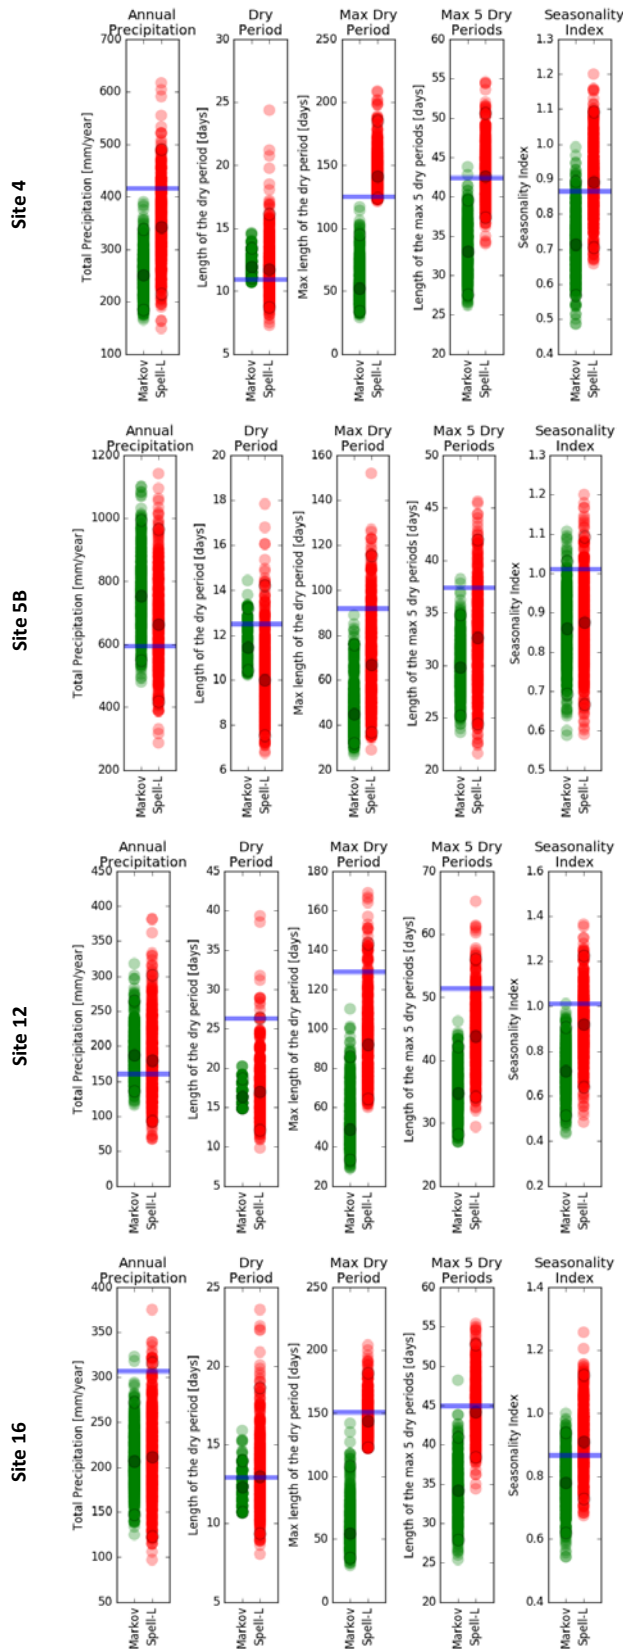 Site 4
Annual
Precipitation
Total Precipitation [mm/year]
700
600
500
400
300
200
100
Markov
Spell-L
Dry
Period
Length of the dry period [days]
30
25
20
15
10
5
Markov
Spell-L
Max Dry
Period
Max length of the dry period [days]
250
200
150
100
50
0
Markov
Spell-L
Max 5 Dry
Periods
Length of the max 5 dry periods [days]
60
55
50
45
40
35
30
25
20
Markov
Spell-L
Seasonality
Index
Seasonality Index
1.3
1.2
1.1
1.0
0.9
0.8
0.7
0.6
0.5
0.4
Markov
Spell-L
Site 5B
Annual
Precipitation
Total Precipitation [mm/year]
1200
1000
800
600
400
200
Markov
Spell-L
Dry
Period
Length of the dry period [days]
20
18
16
14
12
10
8
6
Markov
Spell-L
Max Dry
Period
Max length of the dry period [days]
160
140
120
100
80
60
40
20
Markov
Spell-L
Max 5 Dry
Periods
Length of the max 5 dry periods [days]
50
45
40
35
30
25
20
Markov
Spell-L
Seasonality
Index
Seasonality Index
1.3
1.2
1.1
1.0
0.9
0.8
0.7
0.6
0.5
Markov
Spell-L
Site 12
Annual
Precipitation
Total Precipitation [mm/year]
450
400
350
300
250
200
150
100
50
0
Markov
Spell-L
Dry
Period
Length of the dry period [days]
45
40
35
30
25
20
15
10
5
Markov
Spell-L
Max Dry
Period
Max length of the dry period [days]
180
160
140
120
100
80
60
40
20
Markov
Spell-L
Max 5 Dry
Periods
Length of the max 5 dry periods [days]
70
60
50
40
30
20
Markov
Spell-L
Seasonality
Index
Seasonality Index
1.6
1.4
1.2
1.0
0.8
0.6
0.4
0.2
Markov
Spell-L
Site 16
Annual
Precipitation
Total Precipitation [mm/year]
400
350
300
250
200
150
100
50
Markov
Spell-L
Dry
Period
Length of the dry period [days]
25
20
15
10
5
Markov
Spell-L
Max Dry
Period
Max length of the dry period [days]
250
200
150
100
50
0
Markov
Spell-L
Max 5 Dry
Periods
Length of the max 5 dry periods [days]
60
55
50
45
40
35
30
25
20
Markov
Spell-L
Seasonality
Index
Seasonality Index
1.4
1.2
1.0
0.8
0.6
0.4
Markov
Spell-L